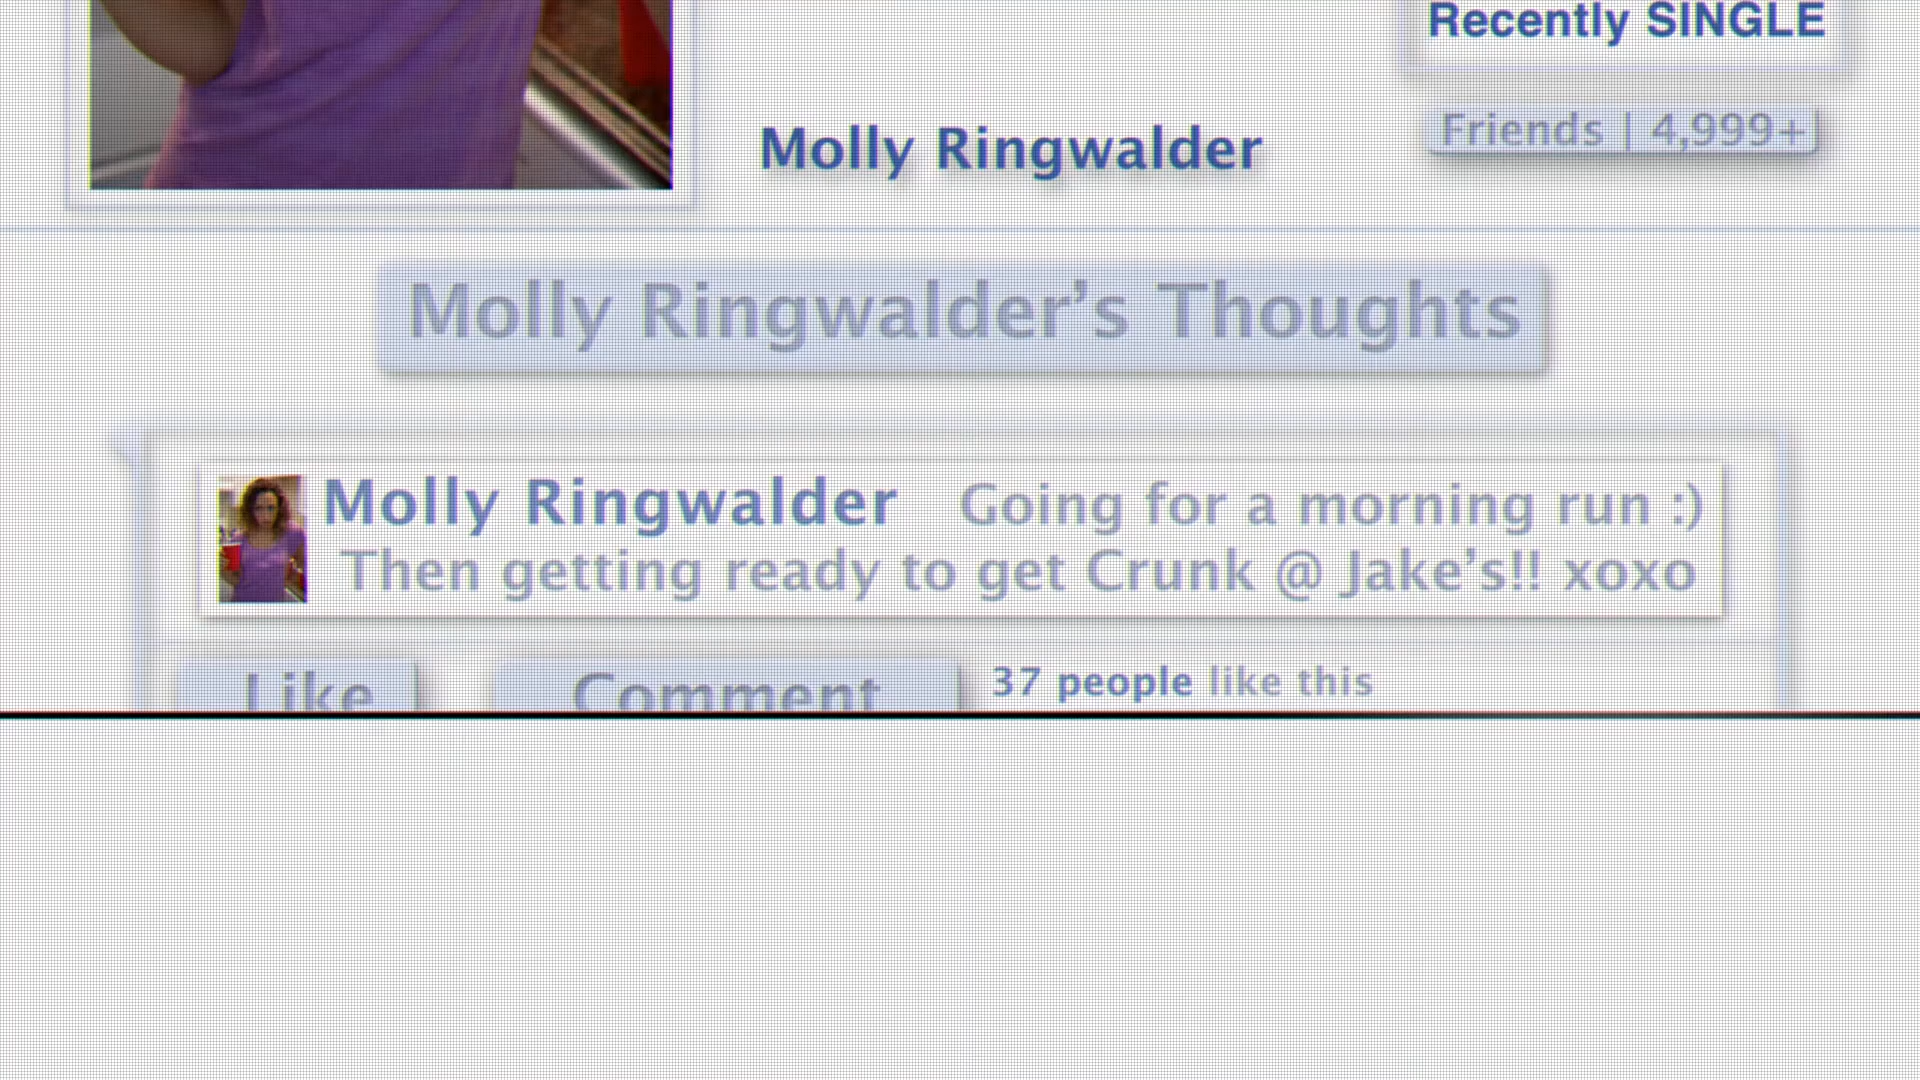 Recently SINGLE
Friends | 4,999+
Molly Ringwalder
Molly Ringwalder's Thoughts
Molly Ringwalder Going for a morning run :)
Then getting ready to get Crunk @ Jake's!! xoxo
Like Comment 37 people like this